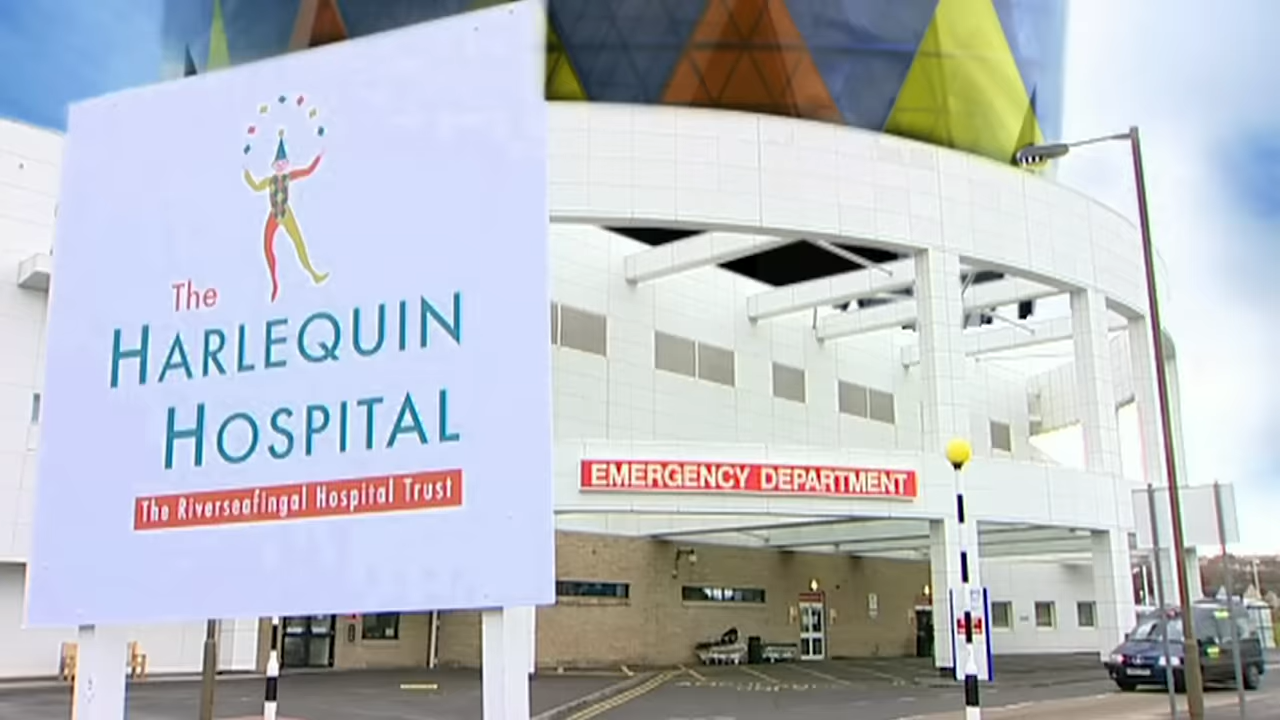 The
HARLEQUIN
HOSPITAL
The Riverseafingal Hospital Trust
EMERGENCY DEPARTMENT